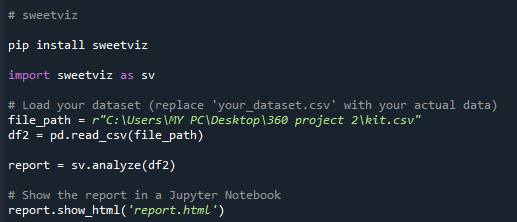 # sweetviz
pip install sweetviz
import sweetviz as sv
# Load your dataset (replace 'your_dataset.csv' with your actual data)
file_path = r"C:\Users\MY PC\Desktop\360 project 2\kit.csv"
df2 = pd.read_csv(file_path)
report = sv.analyze(df2)
# Show the report in a Jupyter Notebook
report.show_html('report.html')